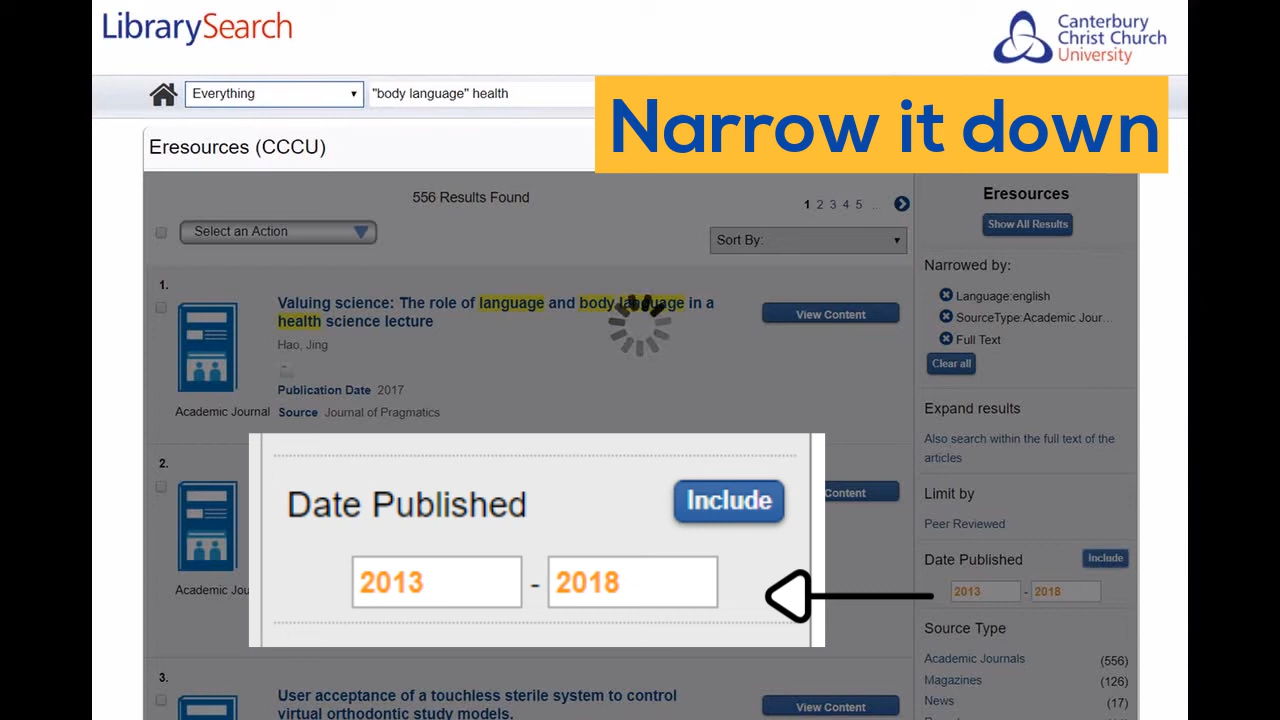 LibrarySearch
Canterbury
Christ Church
University
Everything
"body language" health
Narrow it down
Eresources (CCCU)
556 Results Found
1 2 3 4 5 ...
Select an Action
Sort By:
1.
Valuing science: The role of language and body language in a
health science lecture
View Content
Hao, Jing
Publication Date 2017
Academic Journal
Source Journal of Pragmatics
2.
Content
Academic Jou
Date Published
Include
2013 - 2018
3.
User acceptance of a touchless sterile system to control
virtual orthodontic study models.
View Content
Eresources
Show All Results
Narrowed by:
Language:english
SourceType:Academic Jour...
Full Text
Clear all
Expand results
Also search within the full text of the
articles
Limit by
Peer Reviewed
Date Published
Include
2013 - 2018
Source Type
Academic Journals (556)
Magazines (126)
News (17)